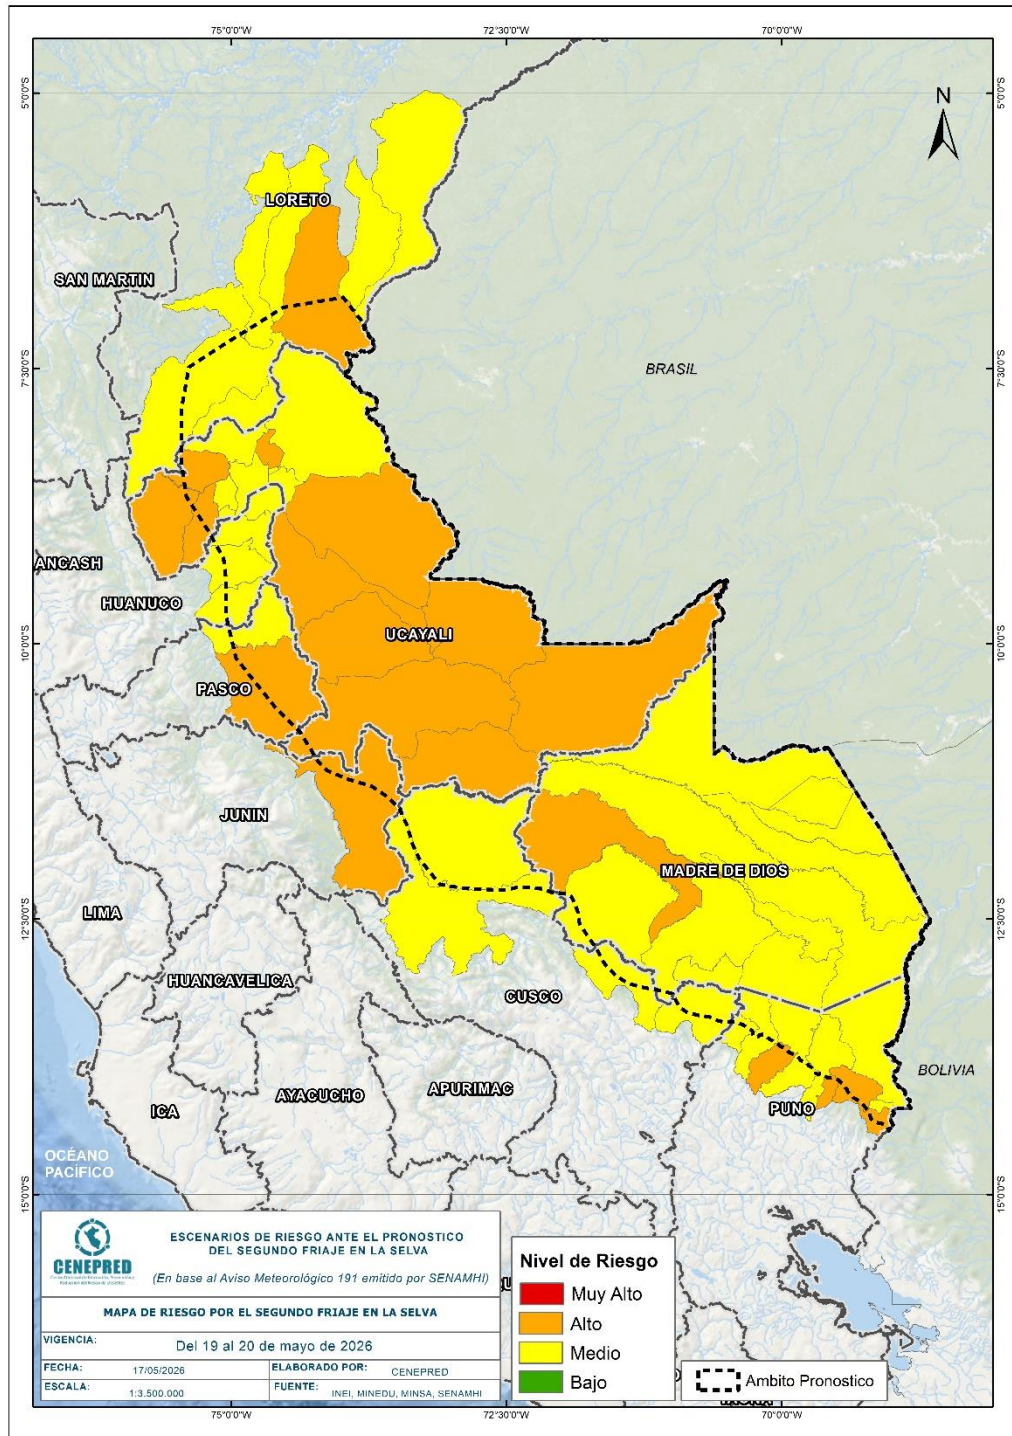 75°0'0"W
72°30'0"W
70°0'0"W
5°0'0"S
5°0'0"S
N
LORETO
SAN MARTIN
7°30'0"S
BRASIL
7°30'0"S
ANCASH
HUANUCO
10°0'0"S
UCAYALI
10°0'0"S
PASCO
JUNIN
MADRE DE DIOS
LIMA
12°30'0"S
12°30'0"S
HUANCAVELICA
CUSCO
BOLIVIA
AYACUCHO
APURIMAC
ICA
PUNO
OCÉANO
PACÍFICO
15°0'0"S
15°0'0"S
CENEPRED
ESCENARIOS DE RIESGO ANTE EL PRONOSTICO
DEL SEGUNDO FRIAJE EN LA SELVA
(En base al Aviso Meteorológico 191 emitido por SENAMHI)
MAPA DE RIESGO POR EL SEGUNDO FRIAJE EN LA SELVA
VIGENCIA:
Del 19 al 20 de mayo de 2026
FECHA:
17/05/2026
ELABORADO POR:
CENEPRED
ESCALA:
1:3.500.000
FUENTE:
INEI, MINEDU, MINSA, SENAMHI
Nivel de Riesgo
Muy Alto
Alto
Medio
Bajo
Ambito Pronostico
75°0'0"W
72°30'0"W
70°0'0"W